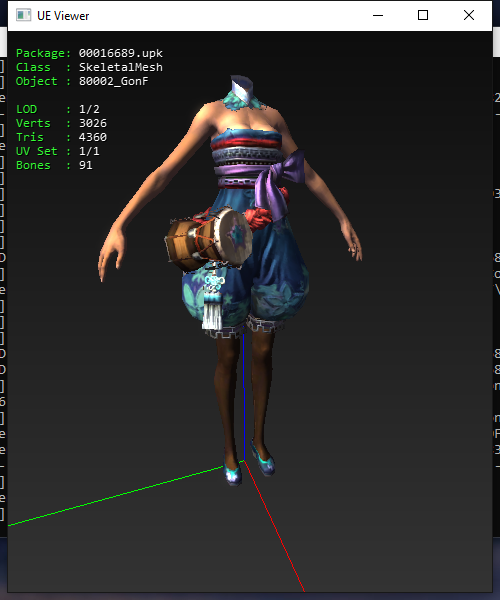 UE Viewer
Package: 00016689.upk
Class : SkeletalMesh
Object : 80002_GonF
LOD : 1/2
Verts : 3026
Tris : 4360
UV Set : 1/1
Bones : 91